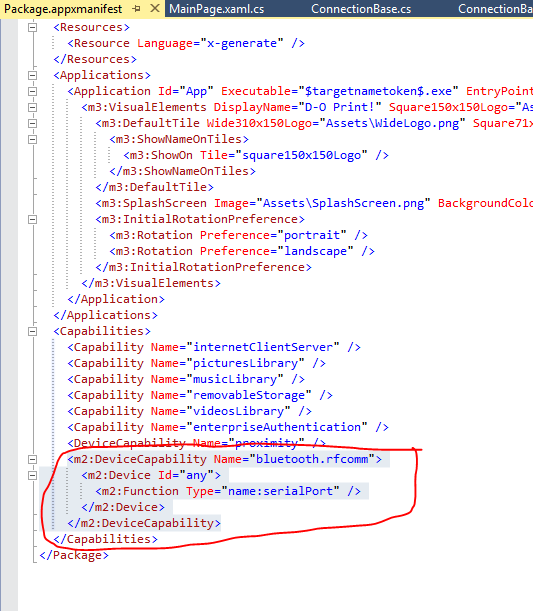 Package.appxmanifest MainPage.xaml.cs ConnectionBase.cs ConnectionBa
<Resources>
<Resource Language="x-generate" />
</Resources>
<Applications>
<Application Id="App" Executable="$targetnametoken$.exe" EntryPoint
<m3:VisualElements DisplayName="D-O Print!" Square150x150Logo="As
<m3:DefaultTile Wide310x150Logo="Assets\WideLogo.png" Square71x
<m3:ShowNameOnTiles>
<m3:ShowOn Tile="square150x150Logo" />
</m3:ShowNameOnTiles>
</m3:DefaultTile>
<m3:SplashScreen Image="Assets\SplashScreen.png" BackgroundColo
<m3:InitialRotationPreference>
<m3:Rotation Preference="portrait" />
<m3:Rotation Preference="landscape" />
</m3:InitialRotationPreference>
</m3:VisualElements>
</Application>
</Applications>
<Capabilities>
<Capability Name="internetClientServer" />
<Capability Name="picturesLibrary" />
<Capability Name="musicLibrary" />
<Capability Name="removableStorage" />
<Capability Name="videosLibrary" />
<Capability Name="enterpriseAuthentication" />
<DeviceCapability Name="proximity" />
<m2:DeviceCapability Name="bluetooth.rfcomm">
<m2:Device Id="any">
<m2:Function Type="name:serialPort" />
</m2:Device>
</m2:DeviceCapability>
</Capabilities>
</Package>